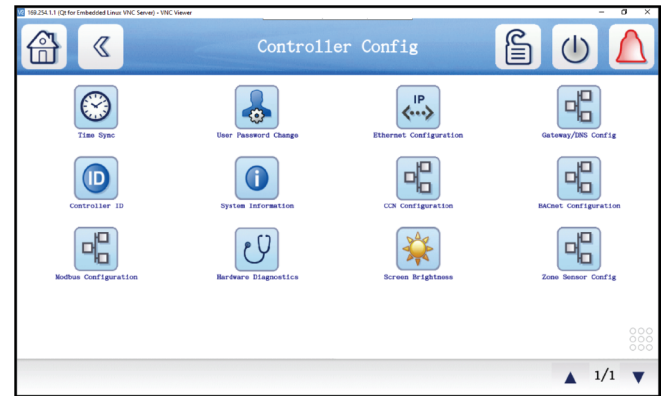 169.254.1.1 (Qt for Embedded Linux VNC Server) - VNC Viewer
Controller Config
Time Sync
User Password Change
IP
Ethernet Configuration
Gateway/DNS Config
ID
Controller ID
System Information
CCN Configuration
BACnet Configuration
Modbus Configuration
Hardware Diagnostics
Screen Brightness
Zone Sensor Config
1/1